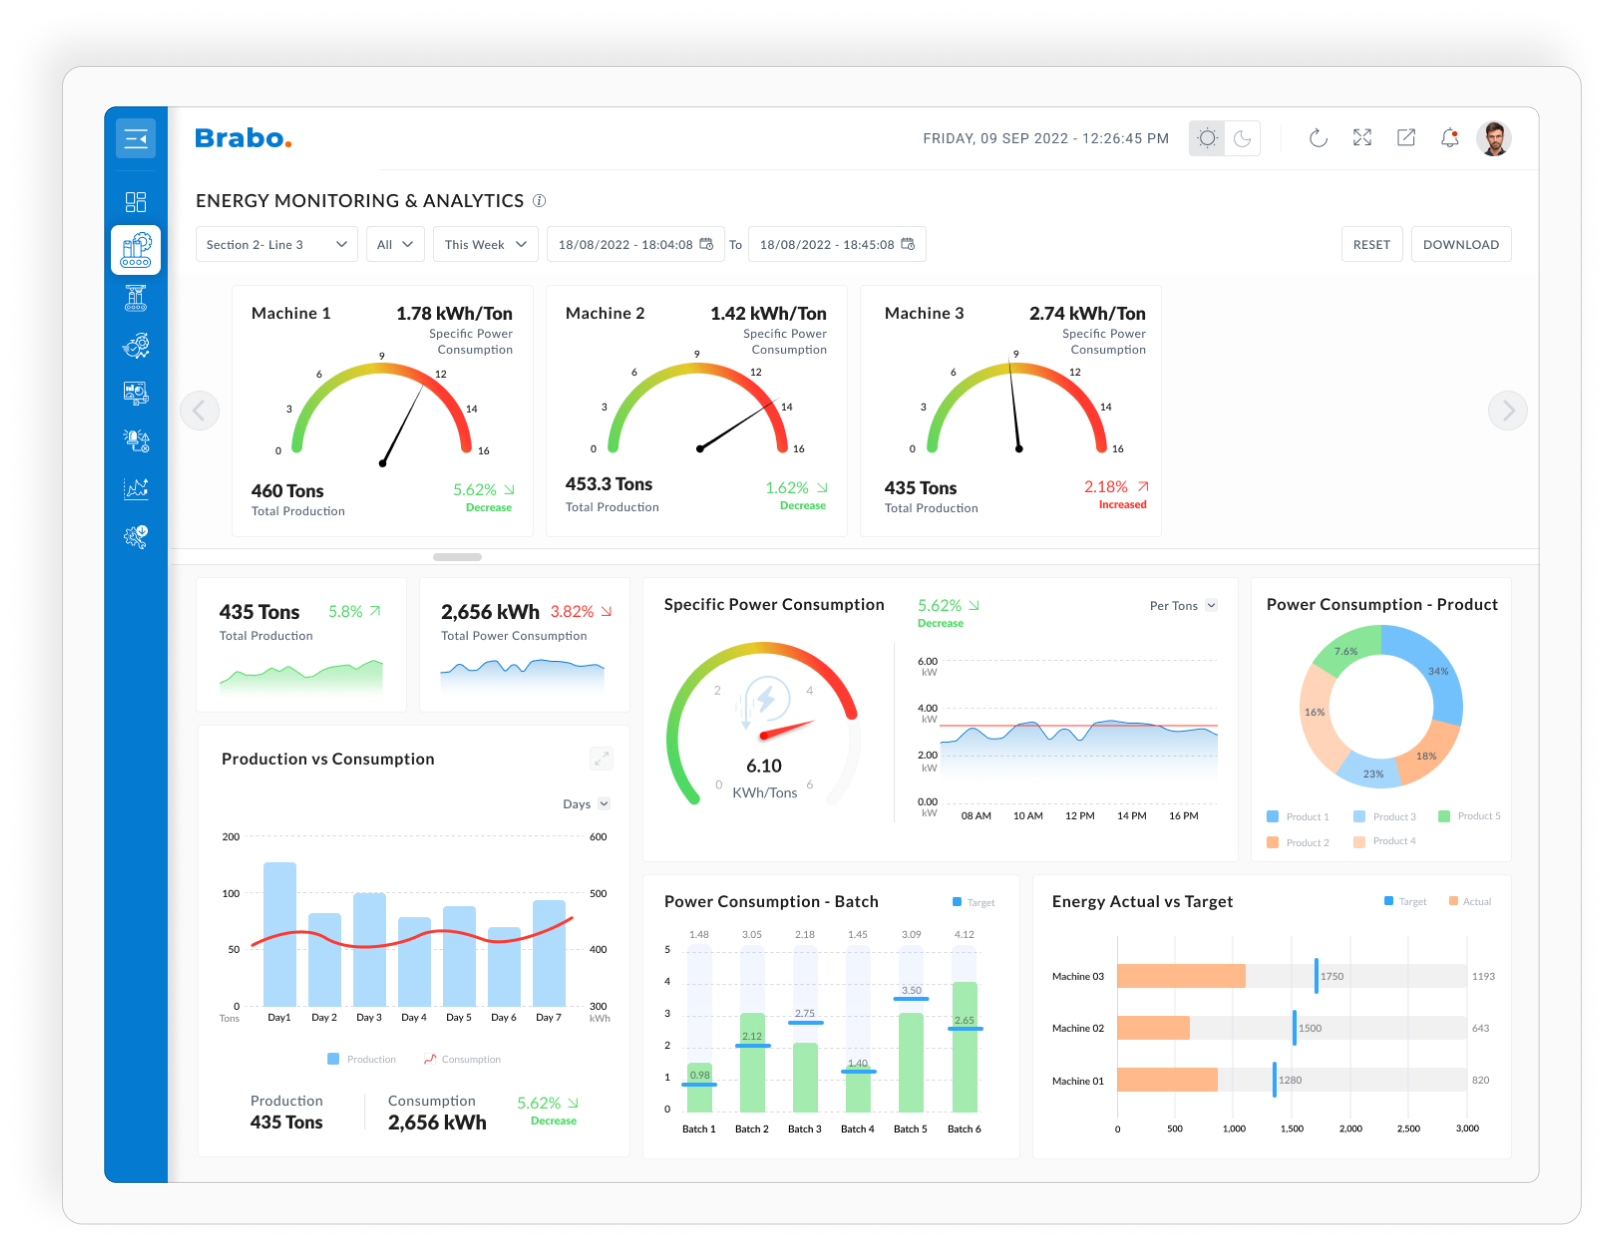 Brabo.
FRIDAY, 09 SEP 2022 - 12:26:45 PM
ENERGY MONITORING & ANALYTICS i
Section 2- Line 3
All
This Week
18/08/2022 - 18:04:08
To
18/08/2022 - 18:45:08
RESET
DOWNLOAD
Machine 1
1.78 kWh/Ton
Specific Power
Consumption
0
3
6
9
12
14
16
460 Tons
Total Production
5.62%
Decrease
Machine 2
1.42 kWh/Ton
Specific Power
Consumption
0
3
6
9
12
14
16
453.3 Tons
Total Production
1.62%
Decrease
Machine 3
2.74 kWh/Ton
Specific Power
Consumption
0
3
6
9
12
14
16
435 Tons
Total Production
2.18%
Increased
435 Tons
5.8%
Total Production
2,656 kWh
3.82%
Total Power Consumption
Production vs Consumption
Days
200
100
50
0
Tons
600
500
400
300
kWh
Day1
Day 2
Day 3
Day 4
Day 5
Day 6
Day 7
Production
Consumption
Production
435 Tons
Consumption
2,656 kWh
5.62%
Decrease
Specific Power Consumption
5.62%
Decrease
Per Tons
0
2
4
6
6.10
KWh/Tons
6.00
kW
4.00
kW
2.00
kW
0.00
kW
08 AM
10 AM
12 PM
14 PM
16 PM
Power Consumption - Product
34%
18%
23%
16%
7.6%
Product 1
Product 3
Product 5
Product 2
Product 4
Power Consumption - Batch
Target
1.48
3.05
2.18
1.45
3.09
4.12
5
4
3
2
1
0
0.98
2.12
2.75
1.40
3.50
2.65
Batch 1
Batch 2
Batch 3
Batch 4
Batch 5
Batch 6
Energy Actual vs Target
Target
Actual
Machine 03
1750
1193
Machine 02
1500
643
Machine 01
1280
820
0
500
1,000
1,500
2,000
2,500
3,000